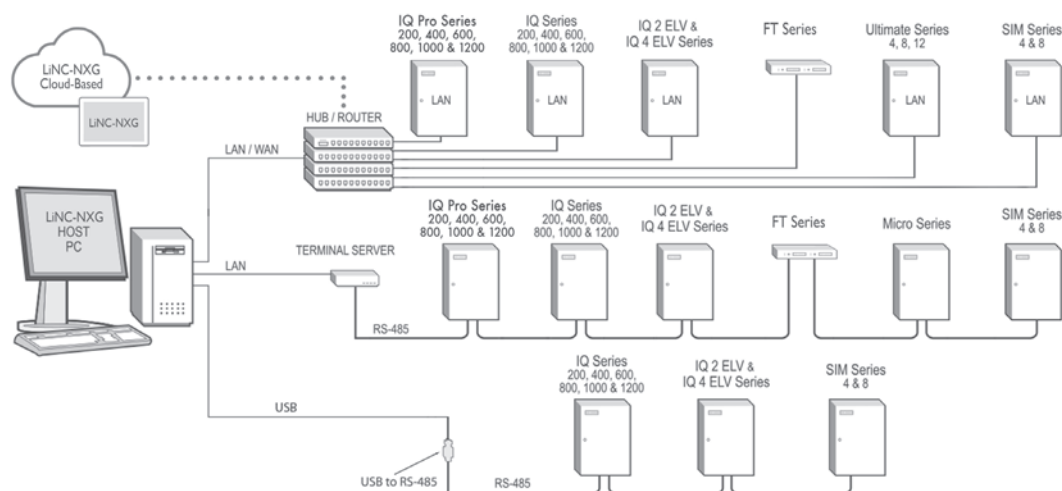 LiNC-NXG
Cloud-Based
LiNC-NXG
HUB / ROUTER
LAN / WAN
IQ Pro Series
200, 400, 600,
800, 1000 & 1200
LAN
IQ Series
200, 400, 600,
800, 1000 & 1200
LAN
IQ 2 ELV &
IQ 4 ELV Series
LAN
FT Series
Ultimate Series
4, 8, 12
LAN
SIM Series
4 & 8
LAN
LiNC-NXG
HOST
PC
LAN
TERMINAL SERVER
RS-485
IQ Pro Series
200, 400, 600,
800, 1000 & 1200
IQ Series
200, 400, 600,
800, 1000 & 1200
IQ 2 ELV &
IQ 4 ELV Series
FT Series
Micro Series
SIM Series
4 & 8
USB
USB to RS-485
RS-485
IQ Series
200, 400, 600,
800, 1000 & 1200
IQ 2 ELV &
IQ 4 ELV Series
SIM Series
4 & 8